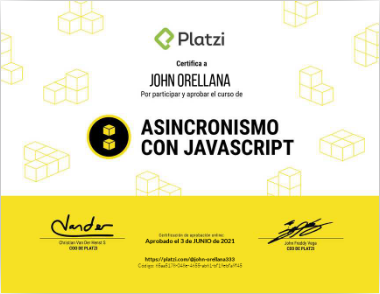 Platzi
Certifica a
JOHN ORELLANA
Por participar y aprobar el curso de
ASINCRONISMO
CON JAVASCRIPT
Certificación de aprobación online:
Aprobado el 3 de JUNIO de 2021
Christian Van Der Henst S
COO DE PLATZI
John Freddy Vega
CEO DE PLATZI
https://platzi.com/@john-orellana333
Código: